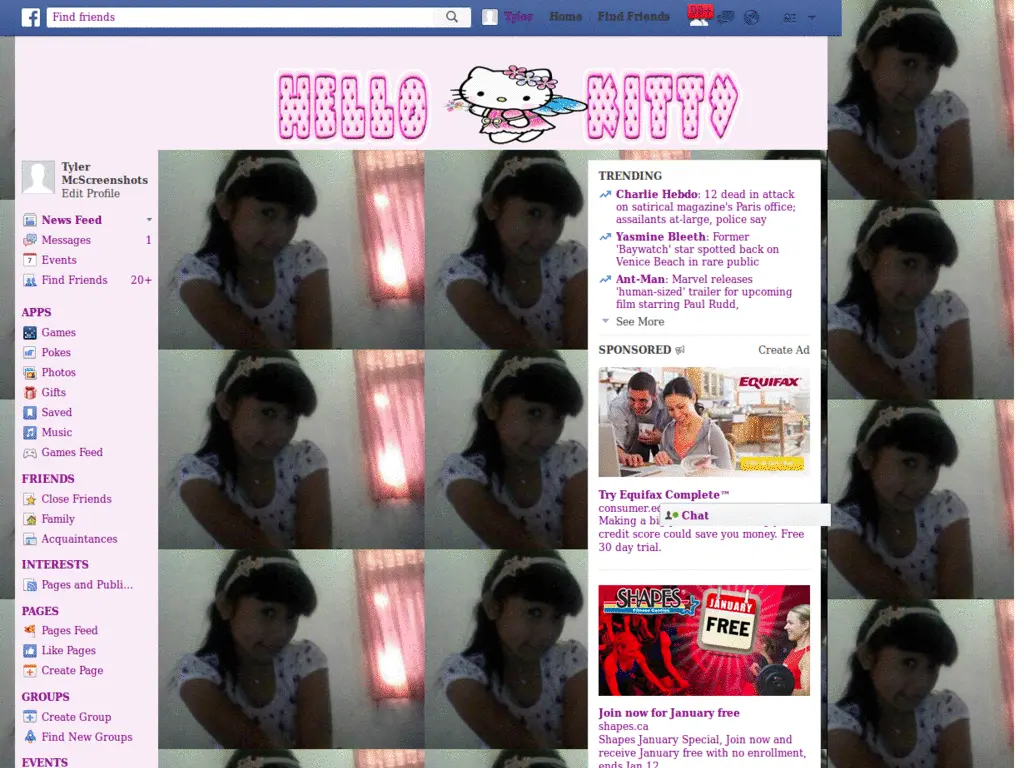 f
Find friends
Tyler
Home
Find Friends
HELLO KITTY
Tyler
McScreenshots
Edit Profile
News Feed
Messages 1
7
Events
Find Friends 20+
APPS
Games
Pokes
Photos
Gifts
Saved
Music
Games Feed
FRIENDS
Close Friends
Family
Acquaintances
INTERESTS
Pages and Publi...
PAGES
Pages Feed
Like Pages
Create Page
GROUPS
Create Group
Find New Groups
EVENTS
TRENDING
Charlie Hebdo: 12 dead in attack
on satirical magazine's Paris office;
assailants at-large, police say
Yasmine Bleeth: Former
'Baywatch' star spotted back on
Venice Beach in rare public
Ant-Man: Marvel releases
'human-sized' trailer for upcoming
film starring Paul Rudd,
See More
SPONSORED Create Ad
EQUIFAX
Try Equifax Complete™
Chat
Making a
credit score could save you money. Free
30 day trial.
SHAPES
Fitness Centres
JANUARY
FREE
Join now for January free
shapes.ca
Shapes January Special, Join now and
receive January free with no enrollment,
ends Jan 12